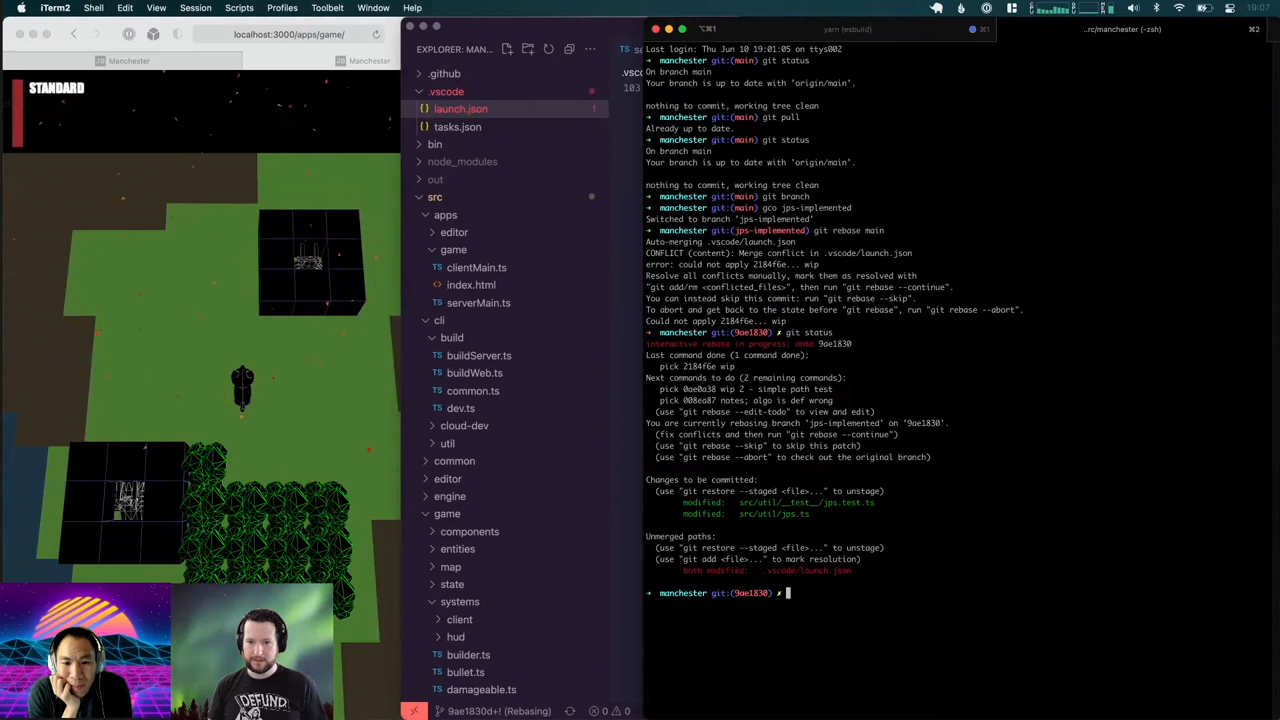 iTerm2 Shell Edit View Session Scripts Profiles Toolbelt Window Help
19:07
localhost:3000/apps/game/
Manchester
Manchester
STANDARD
EXPLORER: MAN...
.github
.vscode
launch.json !
tasks.json
bin
node_modules
out
src
apps
editor
game
clientMain.ts
index.html
serverMain.ts
cli
build
buildServer.ts
buildWeb.ts
common.ts
dev.ts
cloud-dev
util
common
editor
engine
game
components
entities
map
state
systems
client
hud
builder.ts
bullet.ts
damageable.ts
.vsco
103
9ae1830d+! (Rebasing) 0 0
⌥⌘1
yarn (esbuild) ⌘1
..rc/manchester (-zsh) ⌘2
Last login: Thu Jun 10 19:01:05 on ttys002
➜ manchester git:(main) git status
On branch main
Your branch is up to date with 'origin/main'.
nothing to commit, working tree clean
➜ manchester git:(main) git pull
Already up to date.
➜ manchester git:(main) git status
On branch main
Your branch is up to date with 'origin/main'.
nothing to commit, working tree clean
➜ manchester git:(main) git branch
➜ manchester git:(main) gco jps-implemented
Switched to branch 'jps-implemented'
➜ manchester git:(jps-implemented) git rebase main
Auto-merging .vscode/launch.json
CONFLICT (content): Merge conflict in .vscode/launch.json
error: could not apply 2184f6e... wip
Resolve all conflicts manually, mark them as resolved with
"git add/rm <conflicted_files>", then run "git rebase --continue".
You can instead skip this commit: run "git rebase --skip".
To abort and get back to the state before "git rebase", run "git rebase --abort".
Could not apply 2184f6e... wip
➜ manchester git:(9ae1830) ✗ git status
interactive rebase in progress; onto 9ae1830
Last command done (1 command done):
pick 2184f6e wip
Next commands to do (2 remaining commands):
pick 0ae0a38 wip 2 - simple path test
pick 008ea87 notes; algo is def wrong
(use "git rebase --edit-todo" to view and edit)
You are currently rebasing branch 'jps-implemented' on '9ae1830'.
(fix conflicts and then run "git rebase --continue")
(use "git rebase --skip" to skip this patch)
(use "git rebase --abort" to check out the original branch)
Changes to be committed:
(use "git restore --staged <file>..." to unstage)
modified: src/util/__test__/jps.test.ts
modified: src/util/jps.ts
Unmerged paths:
(use "git restore --staged <file>..." to unstage)
(use "git add <file>..." to mark resolution)
both modified: .vscode/launch.json
➜ manchester git:(9ae1830) ✗
DEFUND